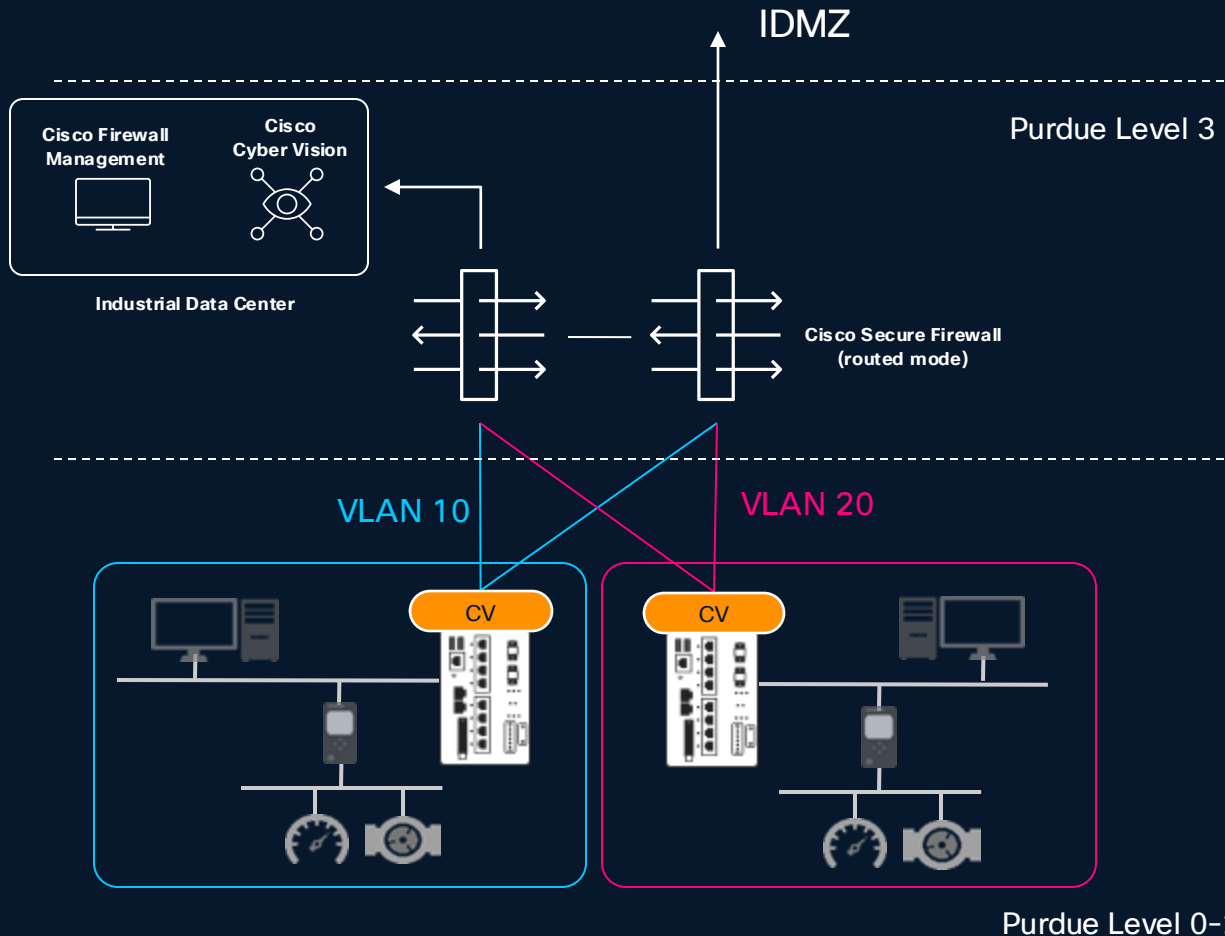 IDMZ
Purdue Level 3
Cisco Firewall
Management
Cisco
Cyber Vision
Industrial Data Center
Cisco Secure Firewall
(routed mode)
VLAN 10
VLAN 20
CV
CV
Purdue Level 0-